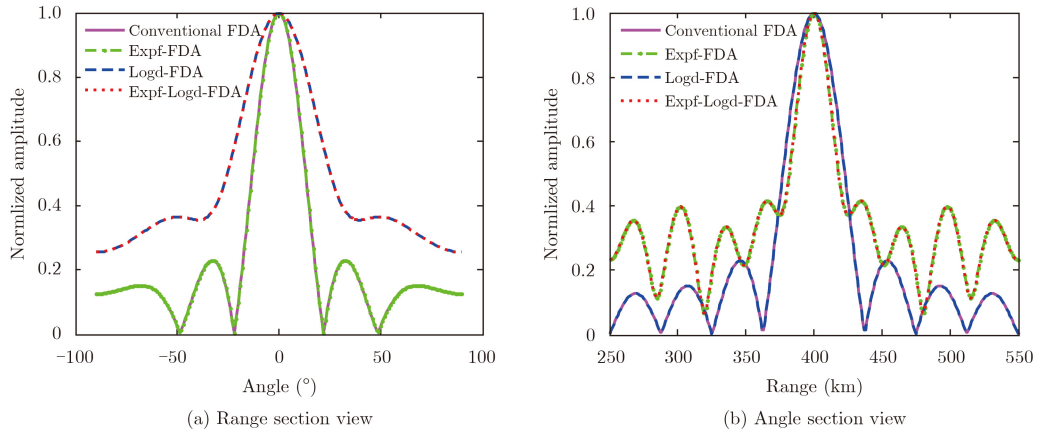 1.0
0.8
0.6
0.4
0.2
0
Normlized amplitude
Conventional FDA
Expf-FDA
Logd-FDA
Expf-Logd-FDA
−100
−50
0
50
100
Angle (°)
(a) Range section view
1.0
0.8
0.6
0.4
0.2
0
Normlized amplitude
Conventional FDA
Expf-FDA
Logd-FDA
Expf-Logd-FDA
250
300
350
400
450
512
550
Range (km)
(b) Angle section view